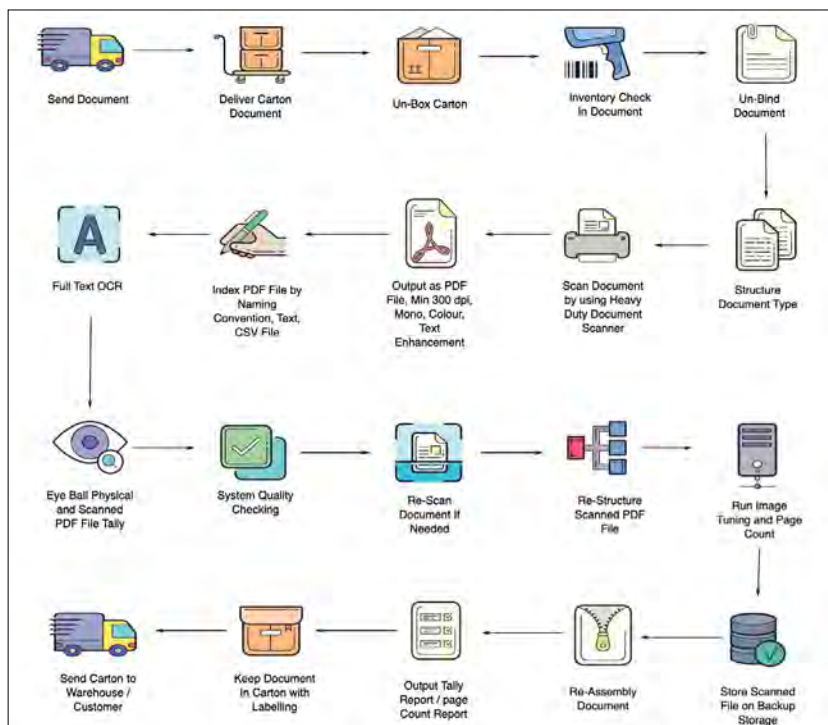 Send Document
Deliver Carton
Document
Un-Box Carton
Inventory Check
in Document
Un-Bind
Document
Full Text OCR
Index PDF File by
Naming
Convention, Text,
CSV File
Output as PDF
File, Min 300 dpi,
Mono, Colour,
Text
Enhancement
Scan Document
by using Heavy
Duty Document
Scanner
Structure
Document Type
Eye Ball Physical
and Scanned
PDF File Tally
System Quality
Checking
Re-Scan
Document If
Needed
Re-Structure
Scanned PDF
File
Run Image
Tuning and Page
Count
Send Carton to
Warehouse /
Customer
Keep Document
In Carton with
Labelling
Output Tally
Report / page
Count Report
Re-Assembly
Document
Store Scanned
File on Backup
Storage